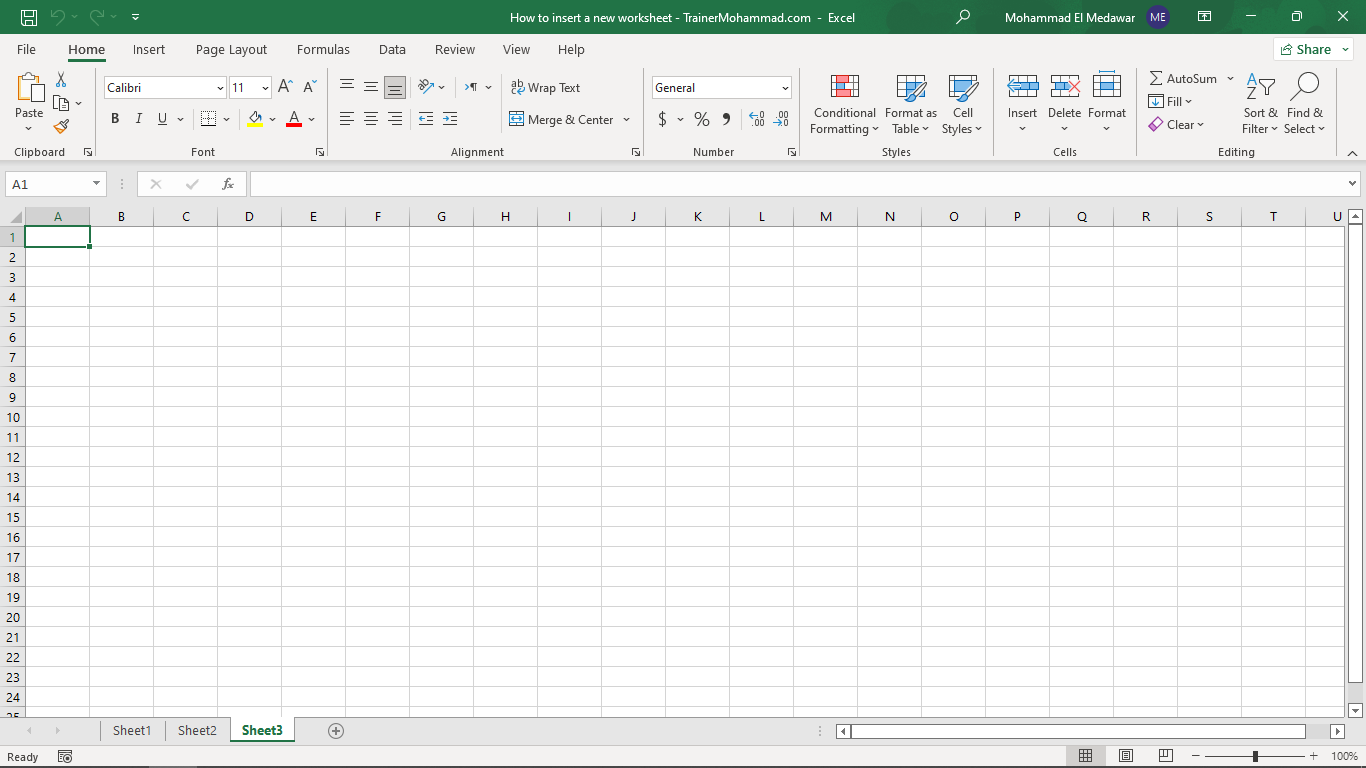 How to insert a new worksheet - TrainerMohammad.com - Excel
Mohammad El Medawar ME
File Home Insert Page Layout Formulas Data Review View Help Share
Paste
Clipboard
Calibri 11 A A
B I U A
Font
ab Wrap Text
Merge & Center
Alignment
General
$ % 9 .00 .00
Number
Conditional Formatting
Format as Table
Cell Styles
Styles
Insert Delete Format
Cells
AutoSum
Fill
Clear
Sort & Filter
Find & Select
Editing
A1 fx
A B C D E F G H I J K L M N O P Q R S T U
1
2
3
4
5
6
7
8
9
10
11
12
13
14
15
16
17
18
19
20
21
22
23
24
25
Sheet1 Sheet2 Sheet3
Ready 100%